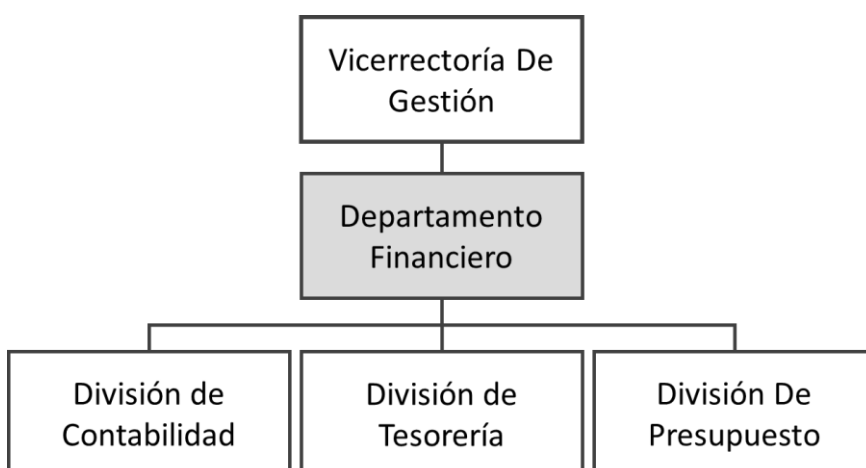 Vicerrectoría De
Gestión
Departamento
Financiero
División de
Contabilidad
División de
Tesorería
División De
Presupuesto